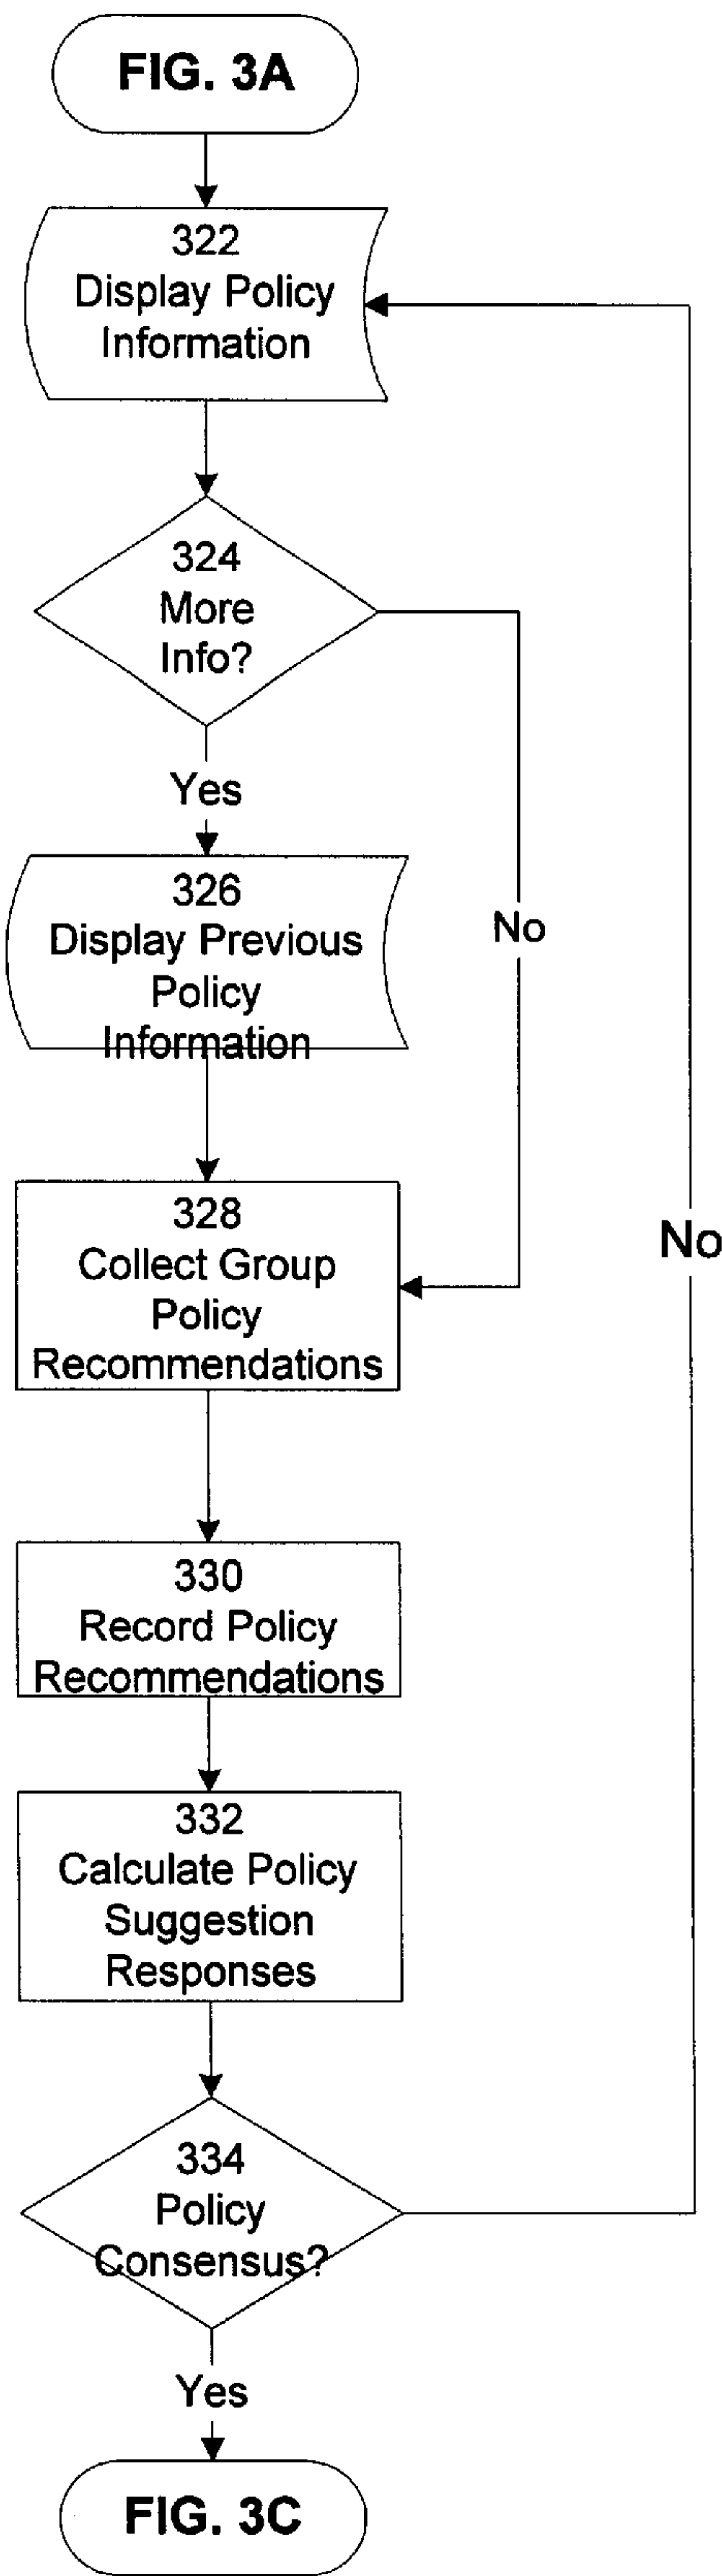 FIG. 3A
322
Display Policy
Information
324
More
Info?
Yes
326
Display Previous
Policy
Information
No
328
Collect Group
Policy
Recommendations
No
330
Record Policy
Recommendations
332
Calculate Policy
Suggestion
Responses
334
Policy
Consensus?
Yes
FIG. 3C